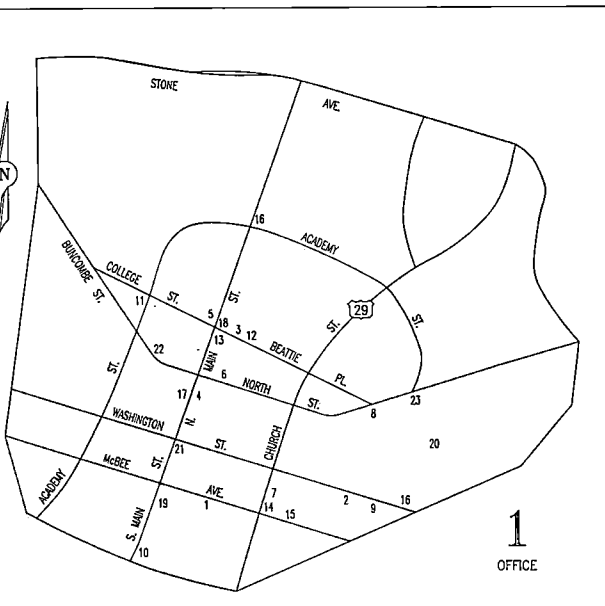 STONE
AVE.
N
16
ACADEMY
BUNCOMBE
ST.
COLLEGE
ST.
11
ST.
29
ST.
ST.
5
18
3
12
13
BEATTIE
PL.
22
MAIN
6
NORTH
ST.
ST.
17
4
N.
8
23
WASHINGTON
ST.
CHURCH
20
21
McBEE
ST.
AVE.
ACADEMY
7
19
1
14
15
2
9
16
S. MAIN
10
1
OFFICE